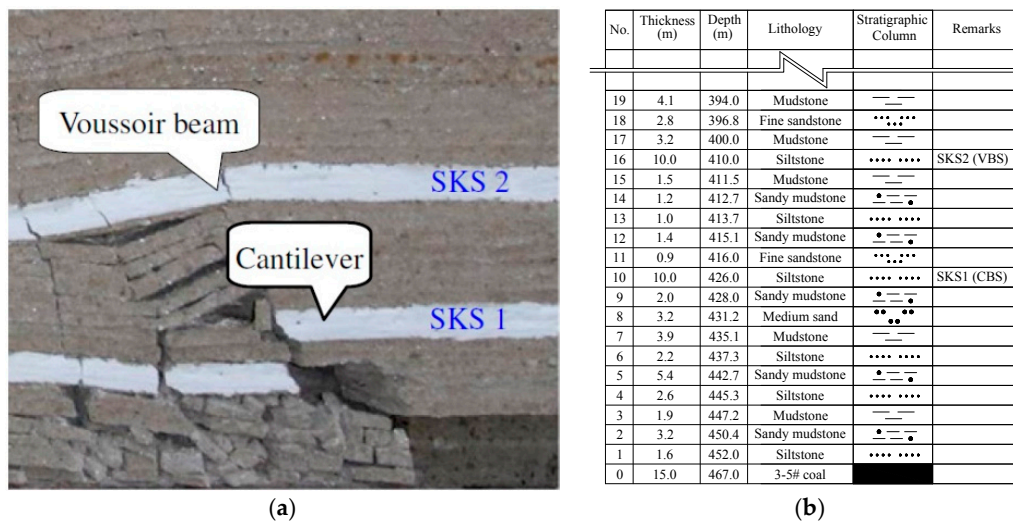 Voussoir beam
SKS 2
Cantilever
SKS 1
(a)
No. Thickness (m) Depth (m) Lithology Stratigraphic Column Remarks
19 4.1 394.0 Mudstone
18 2.8 396.8 Fine sandstone
17 3.2 400.0 Mudstone
16 10.0 410.0 Siltstone SKS2 (VBS)
15 1.5 411.5 Mudstone
14 1.2 412.7 Sandy mudstone
13 1.0 413.7 Siltstone
12 1.4 415.1 Sandy mudstone
11 0.9 416.0 Fine sandstone
10 10.0 426.0 Siltstone SKS1 (CBS)
9 2.0 428.0 Sandy mudstone
8 3.2 431.2 Medium sand
7 3.9 435.1 Mudstone
6 2.2 437.3 Siltstone
5 5.4 442.7 Sandy mudstone
4 2.6 445.3 Siltstone
3 1.9 447.2 Mudstone
2 3.2 450.4 Sandy mudstone
1 1.6 452.0 Siltstone
0 15.0 467.0 3-5# coal
(b)